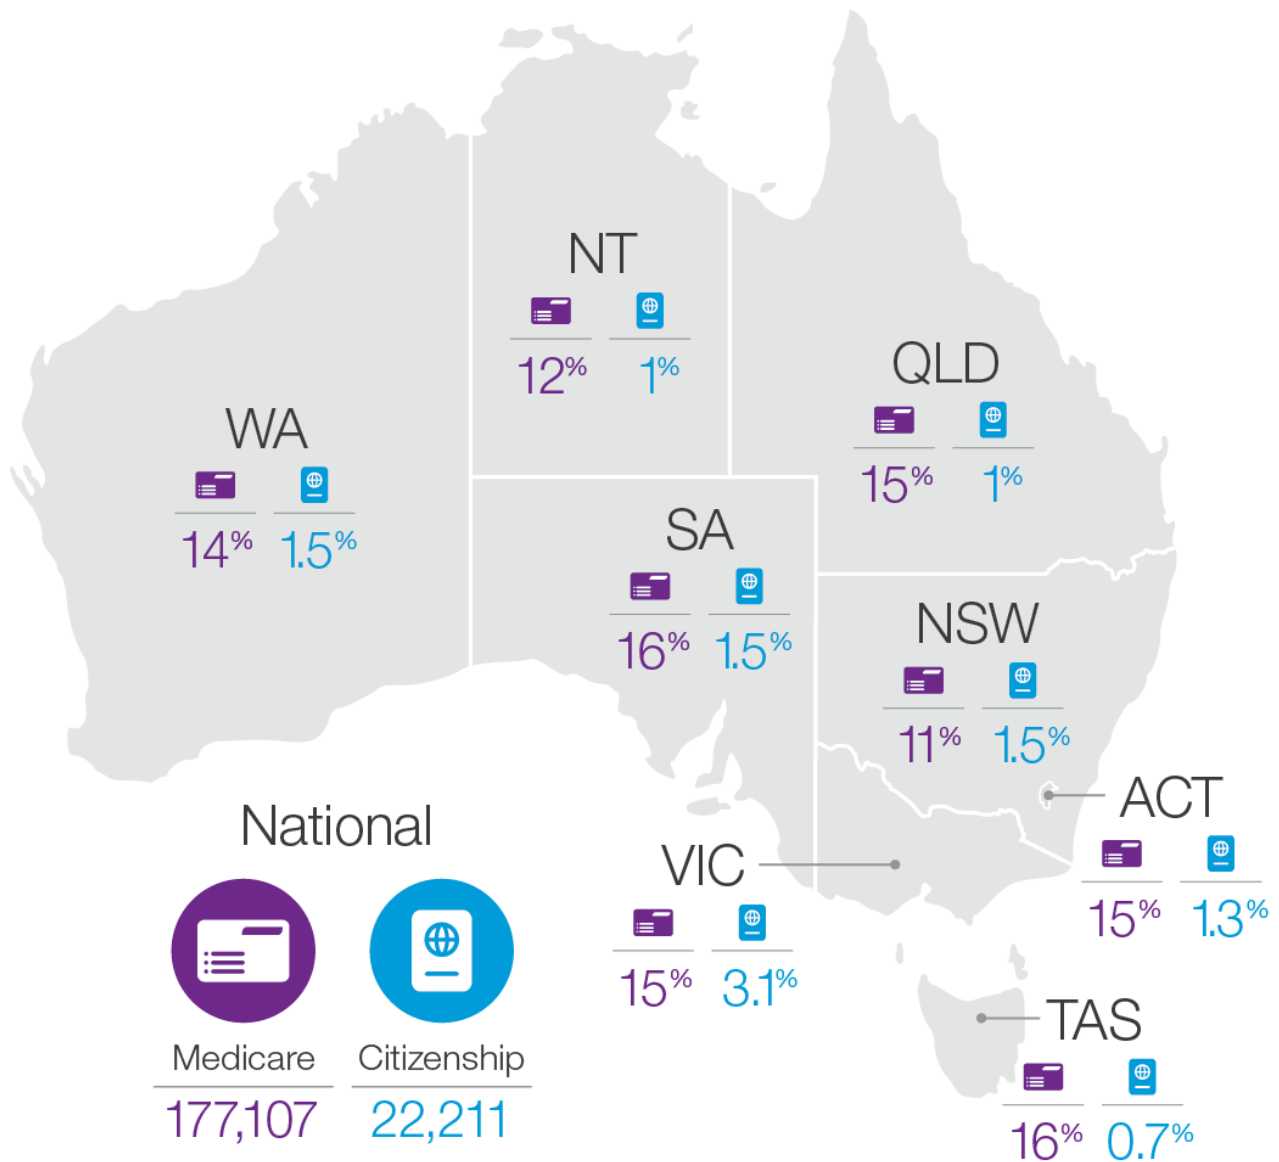 NT
12% 1%
QLD
15% 1%
WA
14% 1.5%
SA
16% 1.5%
NSW
11% 1.5%
ACT
15% 1.3%
VIC
15% 3.1%
TAS
16% 0.7%
National
Medicare Citizenship
177,107 22,211